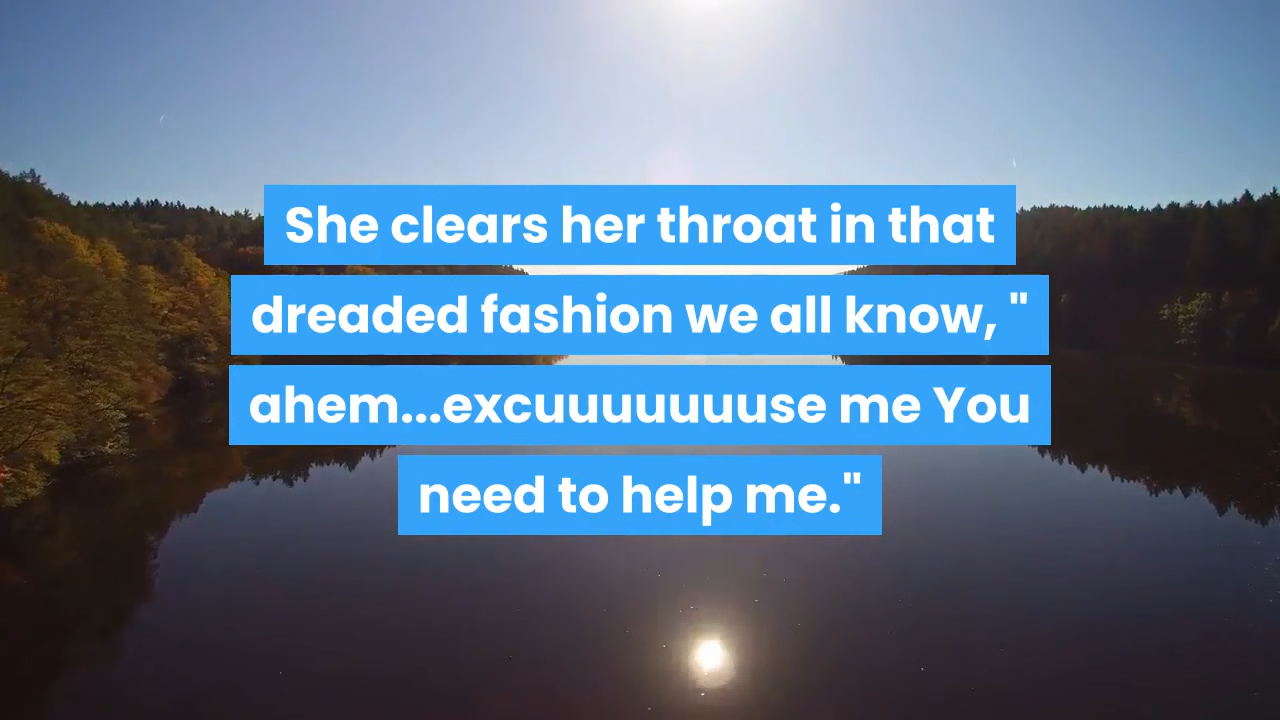 She clears her throat in that
dreaded fashion we all know, "
ahem...excuuuuuuuse me You
need to help me."